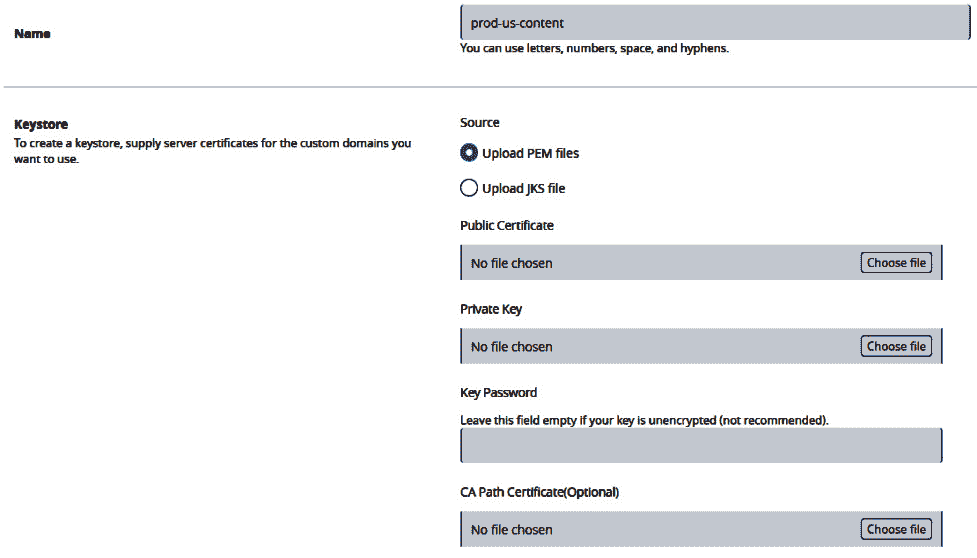 Name
prod-us-content
You can use letters, numbers, space, and hyphens.
Keystore
To create a keystore, supply server certificates for the custom domains you
want to use.
Source
Upload PEM files
Upload JKS file
Public Certificate
No file chosen
Choose file
Private Key
No file chosen
Choose file
Key Password
Leave this field empty if your key is unencrypted (not recommended).
CA Path Certificate(Optional)
No file chosen
Choose file